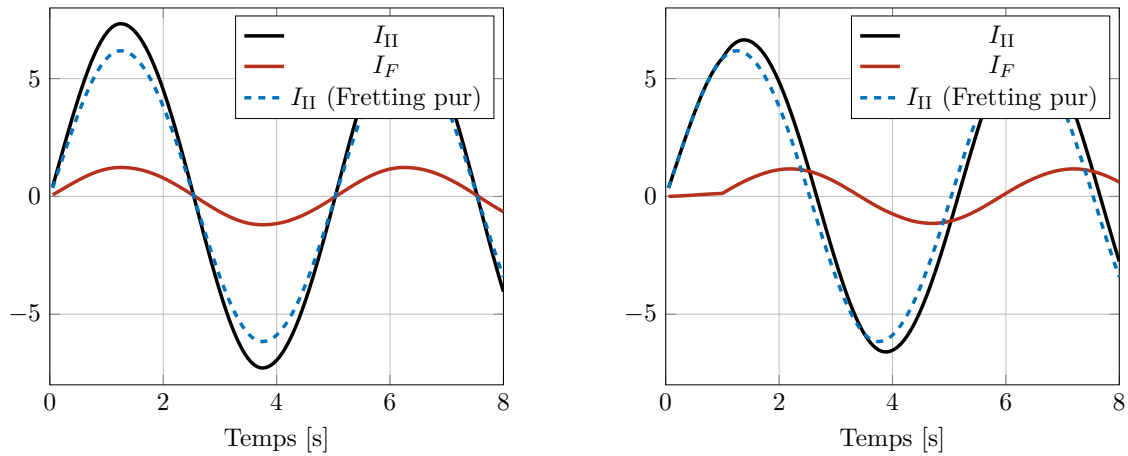 I_II
I_F
I_II (Fretting pur)
5
0
−5
0 2 4 6 8
Temps [s]
I_II
I_F
I_II (Fretting pur)
5
0
−5
0 2 4 6 8
Temps [s]